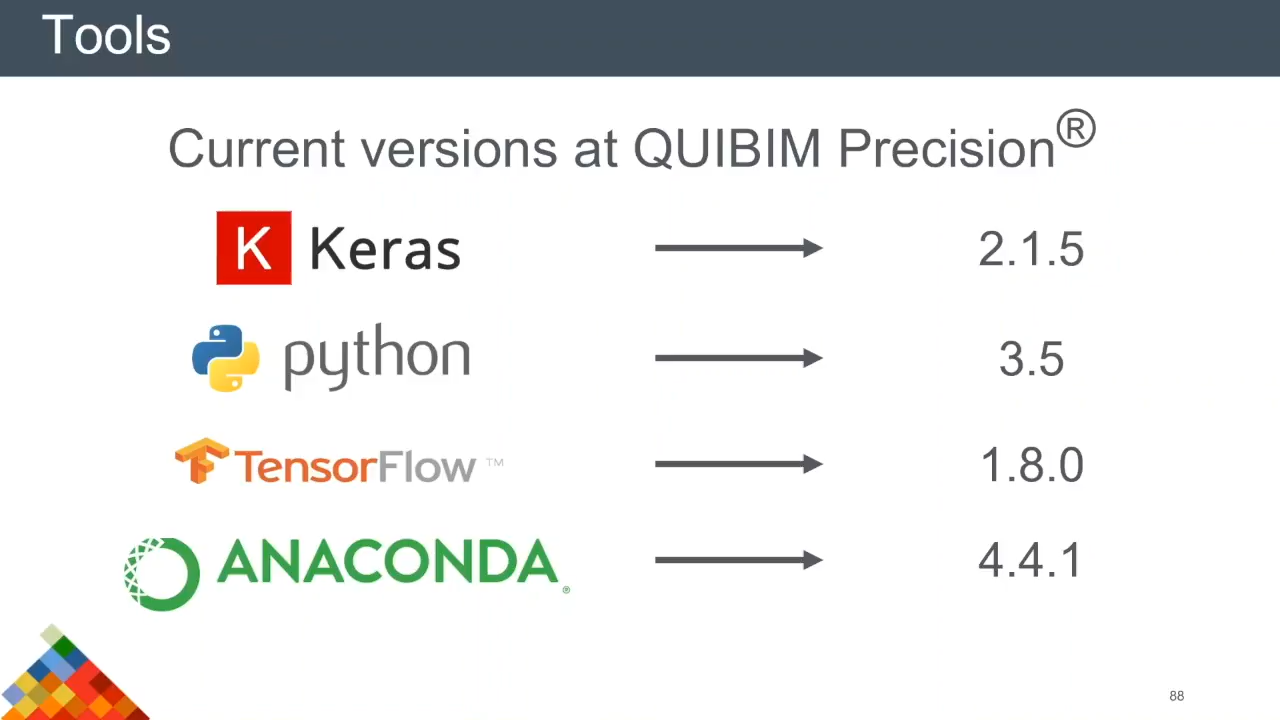 Tools
Current versions at QUIBIM Precision®
K Keras 2.1.5
python 3.5
TensorFlow ™ 1.8.0
ANACONDA® 4.4.1
88